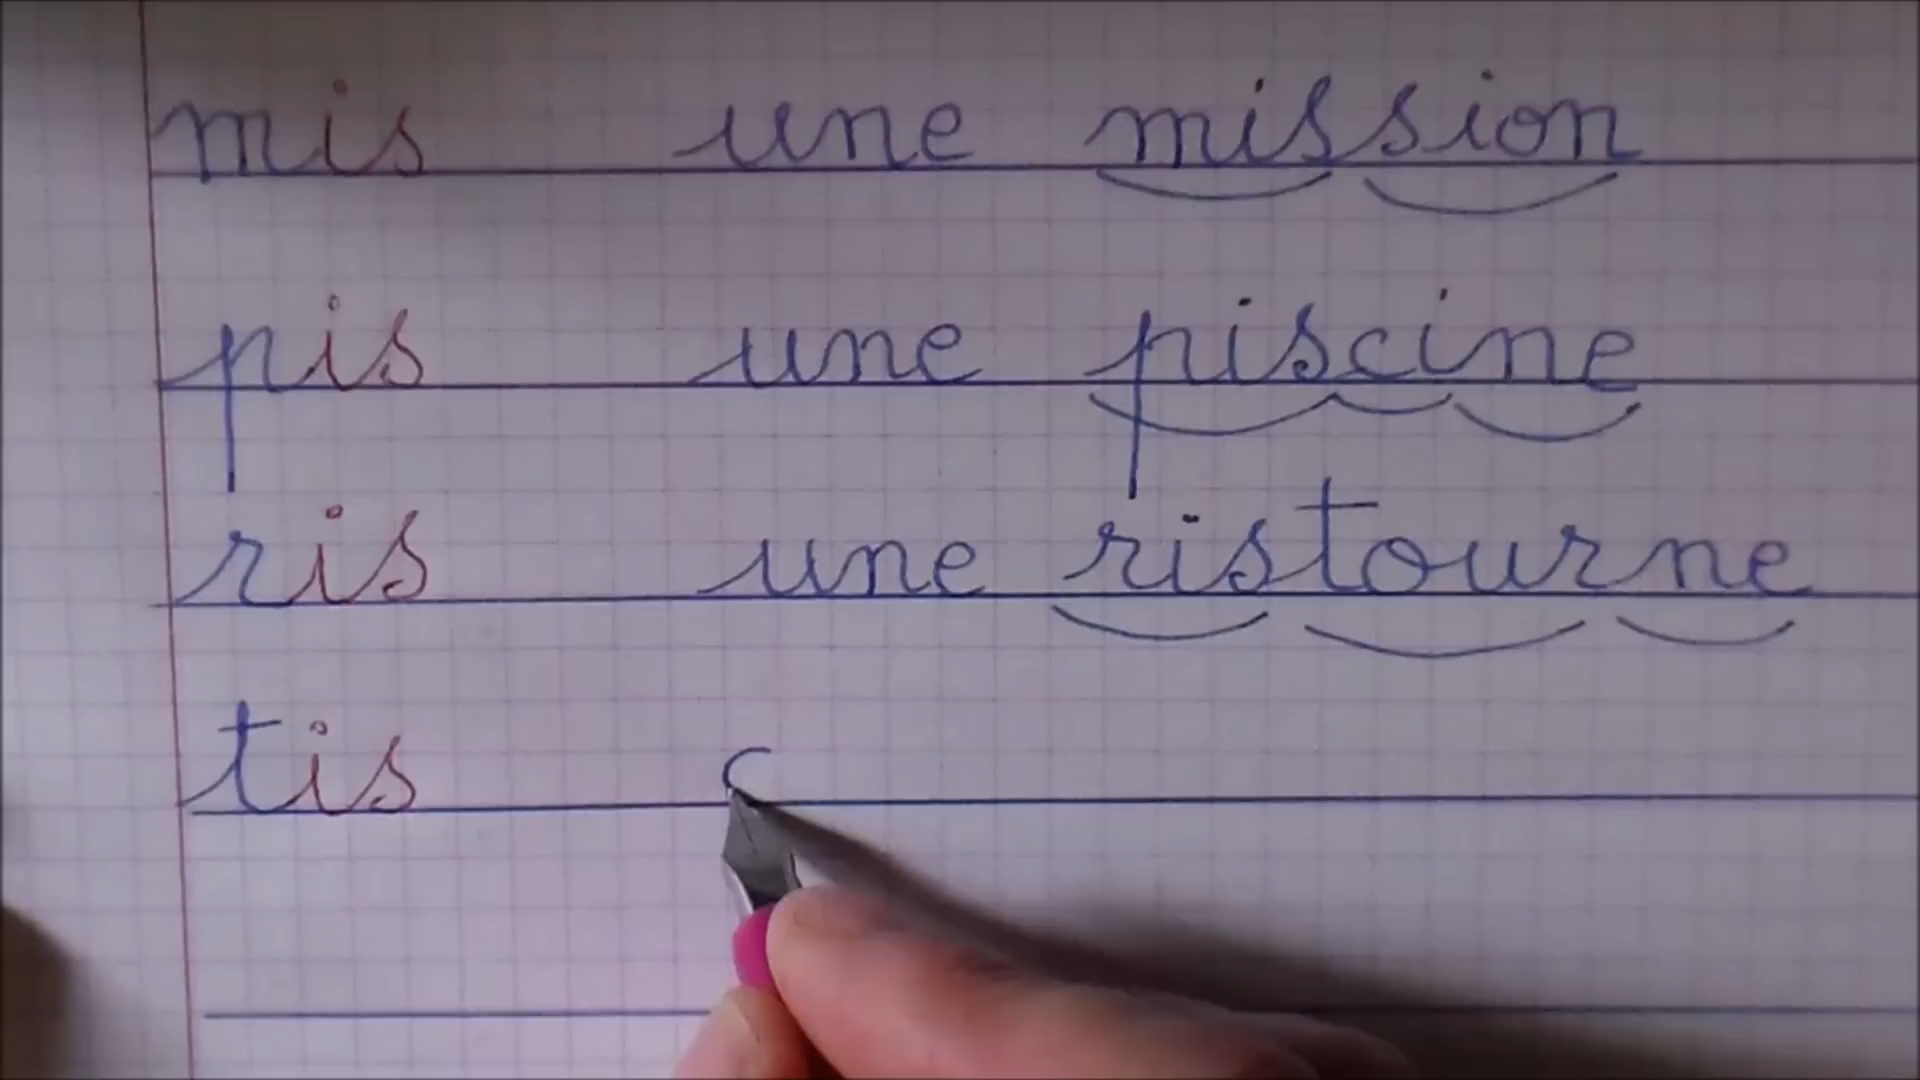 mis une mission
pis une piscine
ris une ristourne
tis c